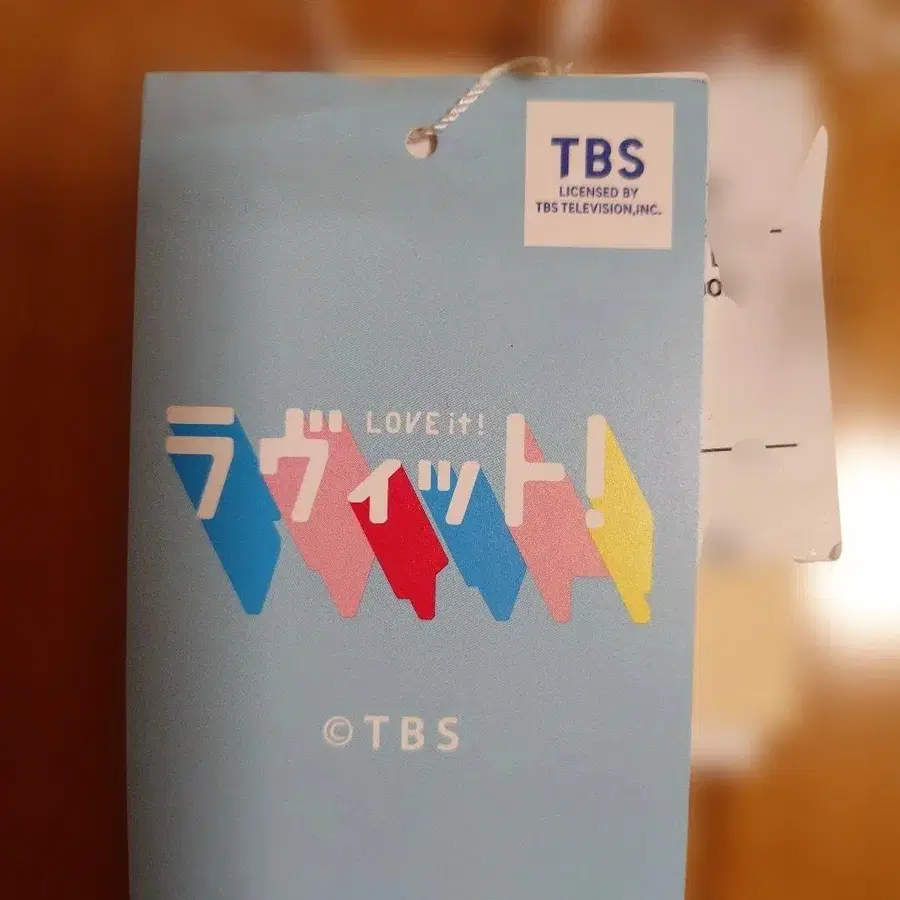 TBS
LICENSED BY
TBS TELEVISION,INC.
LOVE it!
ラヴィット!
©TBS